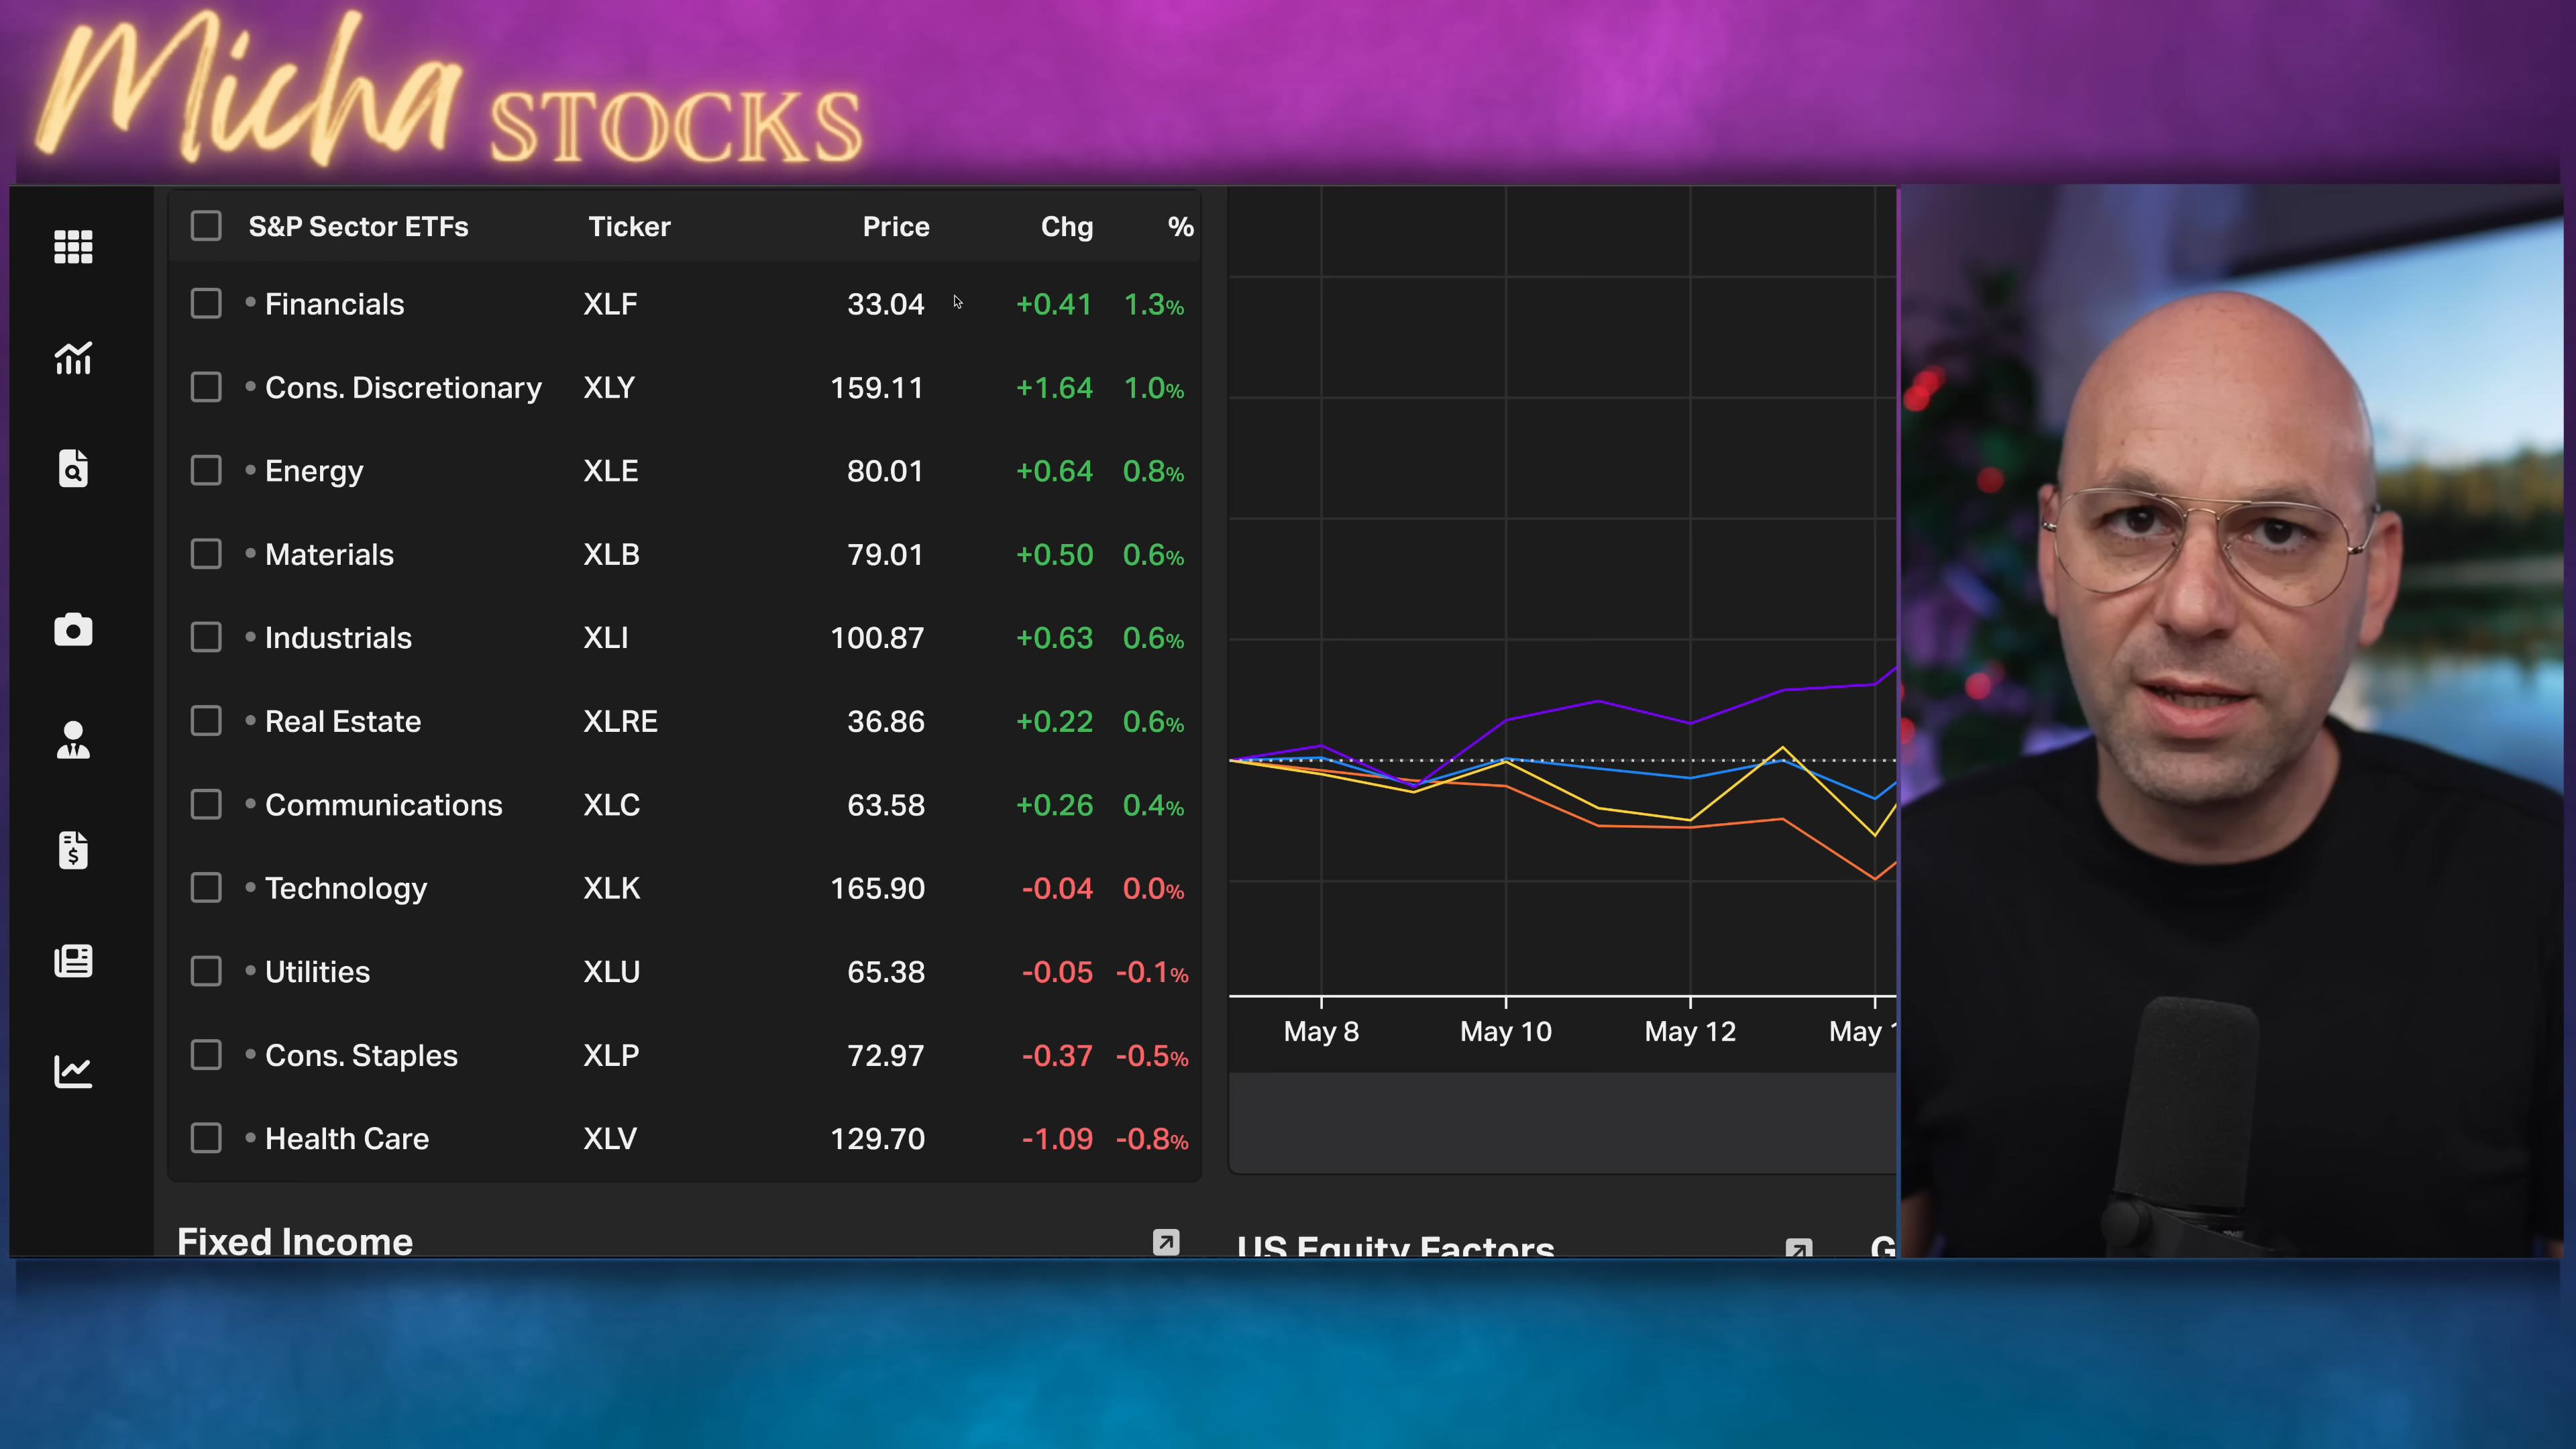 Micha STOCKS
S&P Sector ETFs Ticker Price Chg %
Financials XLF 33.04 +0.41 1.3%
Cons. Discretionary XLY 159.11 +1.64 1.0%
Energy XLE 80.01 +0.64 0.8%
Materials XLB 79.01 +0.50 0.6%
Industrials XLI 100.87 +0.63 0.6%
Real Estate XLRE 36.86 +0.22 0.6%
Communications XLC 63.58 +0.26 0.4%
Technology XLK 165.90 -0.04 0.0%
Utilities XLU 65.38 -0.05 -0.1%
Cons. Staples XLP 72.97 -0.37 -0.5%
Health Care XLV 129.70 -1.09 -0.8%
May 8 May 10 May 12 May
Fixed Income
US Equity Factors